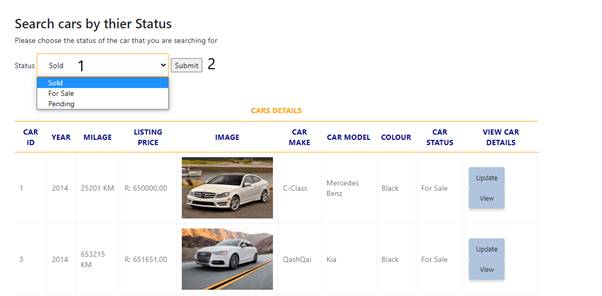 Search cars by thier Status
Please choose the status of the car that you are searching for
Status Sold 1 Submit 2
Sold
For Sale
Pending
CARS DETAILS
CAR ID YEAR MILAGE LISTING PRICE IMAGE CAR MAKE CAR MODEL COLOUR CAR STATUS VIEW CAR DETAILS
1 2014 25201 KM R: 650000,00 C-Class Mercedes Benz Black For Sale Update
View
3 2014 653215 KM R: 651651,00 QashQai Kia Black For Sale Update
View